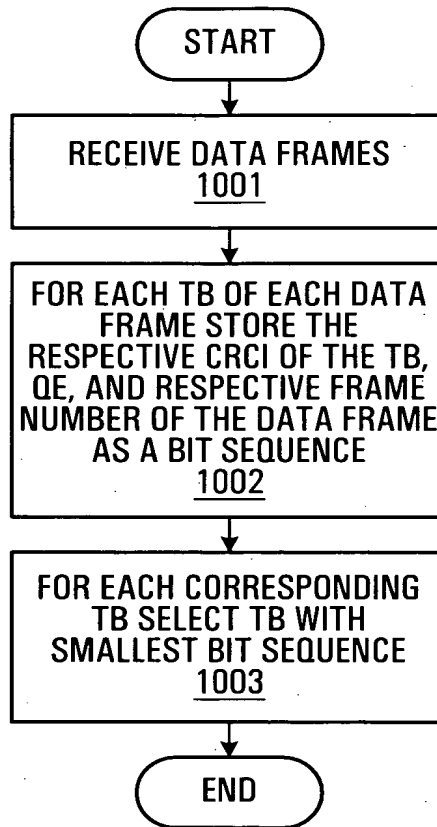 START
RECEIVE DATA FRAMES
1001
FOR EACH TB OF EACH DATA
FRAME STORE THE
RESPECTIVE CRCI OF THE TB,
QE, AND RESPECTIVE FRAME
NUMBER OF THE DATA FRAME
AS A BIT SEQUENCE
1002
FOR EACH CORRESPONDING
TB SELECT TB WITH
SMALLEST BIT SEQUENCE
1003
END